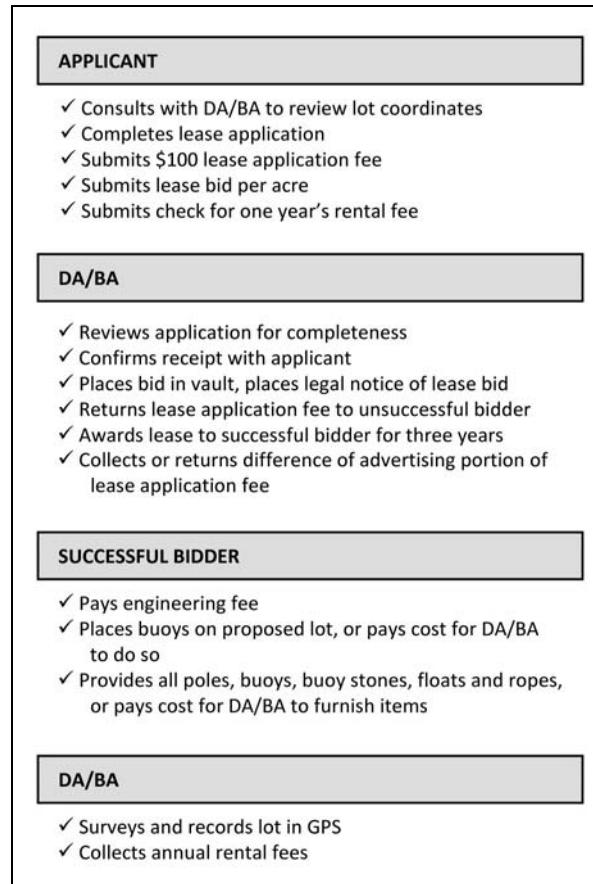 APPLICANT
✓ Consults with DA/BA to review lot coordinates
✓ Completes lease application
✓ Submits $100 lease application fee
✓ Submits lease bid per acre
✓ Submits check for one year's rental fee
DA/BA
✓ Reviews application for completeness
✓ Confirms receipt with applicant
✓ Places bid in vault, places legal notice of lease bid
✓ Returns lease application fee to unsuccessful bidder
✓ Awards lease to successful bidder for three years
✓ Collects or returns difference of advertising portion of
lease application fee
SUCCESSFUL BIDDER
✓ Pays engineering fee
✓ Places buoys on proposed lot, or pays cost for DA/BA
to do so
✓ Provides all poles, buoys, buoy stones, floats and ropes,
or pays cost for DA/BA to furnish items
DA/BA
✓ Surveys and records lot in GPS
✓ Collects annual rental fees